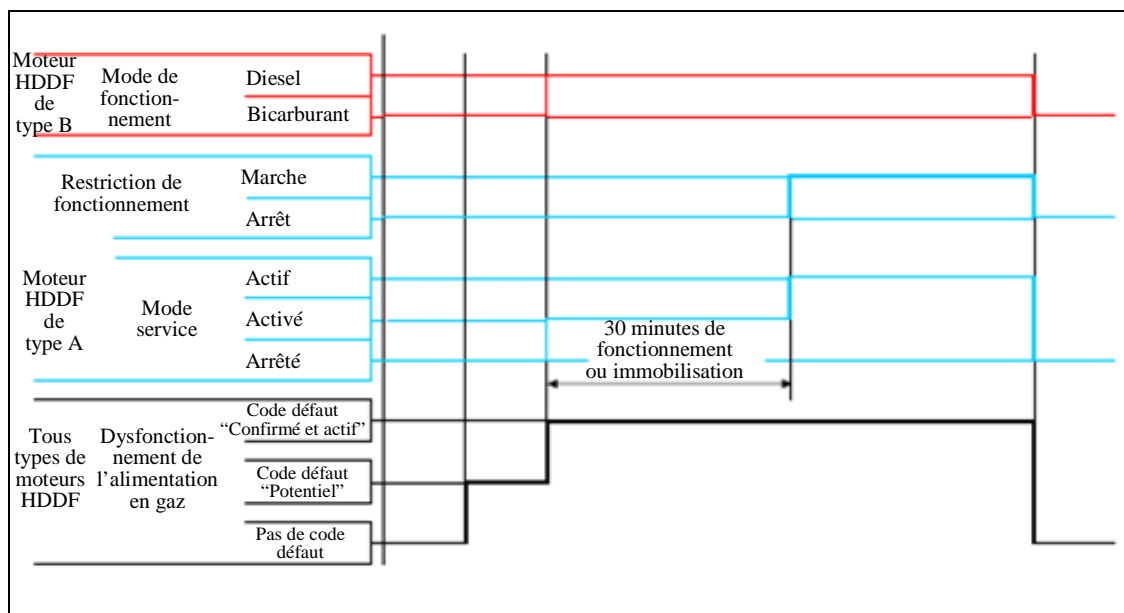 Moteur
HDDF
de
type B
Mode de
fonction-
nement
Diesel
Bicarburant
Restriction de
fonctionnement
Marche
Arrêt
Moteur
HDDF
de
type A
Mode
service
Actif
Activé
Arrêté
30 minutes de
fonctionnement
ou immobilisation
Tous
types de
moteurs
HDDF
Dysfonction-
nement de
l’alimentation
en gaz
Code défaut
“Confirmé et actif”
Code défaut
“Potentiel”
Pas de code
défaut